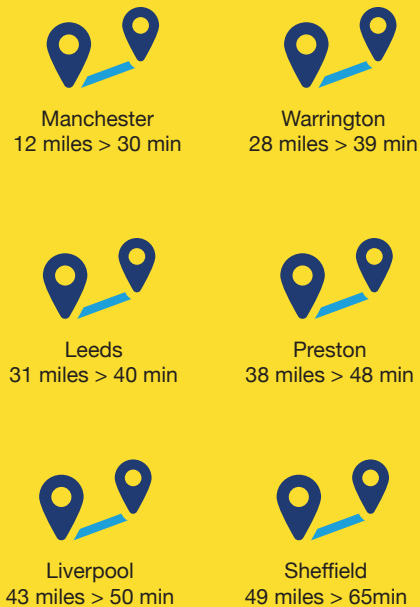 Manchester
12 miles > 30 min
Warrington
28 miles > 39 min
Leeds
31 miles > 40 min
Preston
38 miles > 48 min
Liverpool
43 miles > 50 min
Sheffield
49 miles > 65min